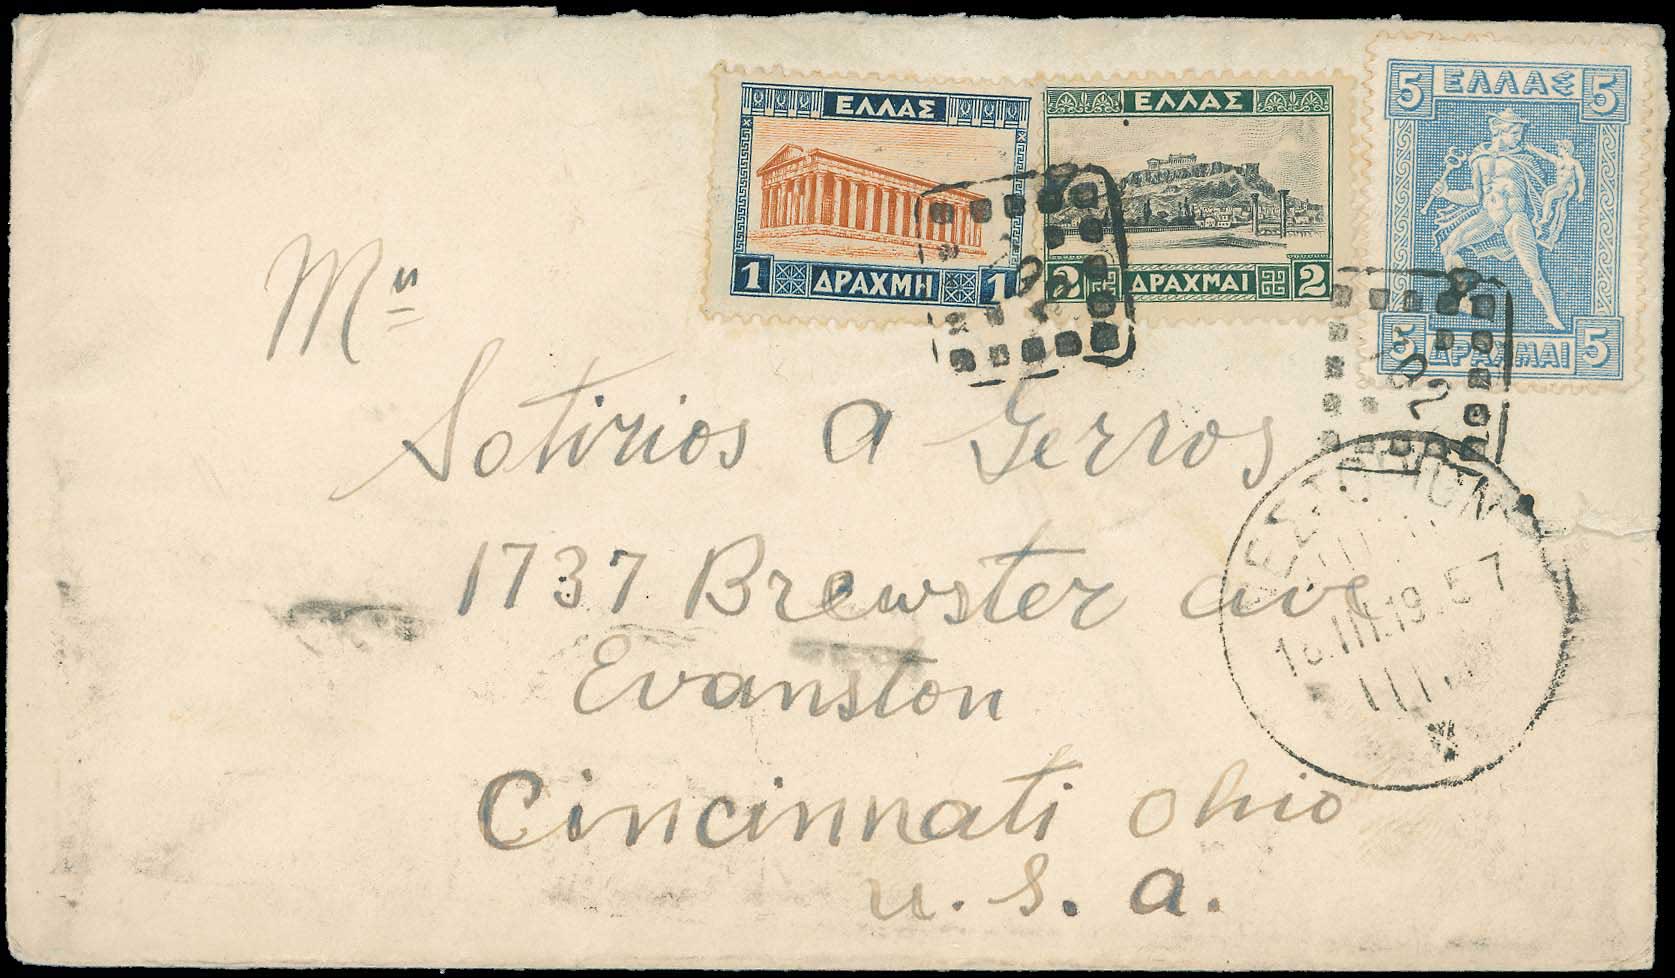 ΕΛΛΑΣ
1 ΔΡΑΧΜΗ 1
ΕΛΛΑΣ
2 ΔΡΑΧΜΑΙ 2
5 ΕΛΛΑΣ 5
5 ΔΡΑΧΜΑΙ 5
Mr
Sotirios A Gerros
1737 Brewster ave
Evanston
Cincinnati Ohio
U. S. A.